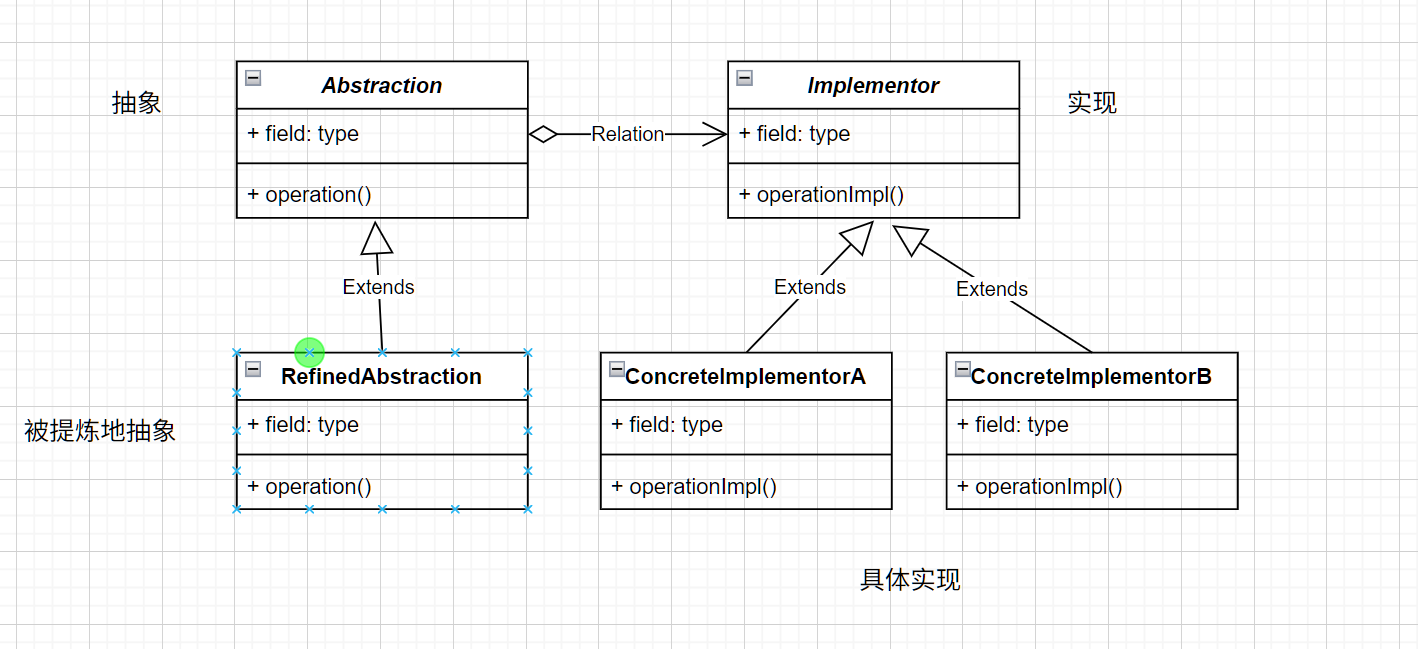 抽象
Abstraction
+ field: type
+ operation()
Relation
Implementor
+ field: type
+ operationImpl()
实现
Extends
Extends
Extends
被提炼地抽象
RefinedAbstraction
+ field: type
+ operation()
ConcreteImplementorA
+ field: type
+ operationImpl()
ConcreteImplementorB
+ field: type
+ operationImpl()
具体实现